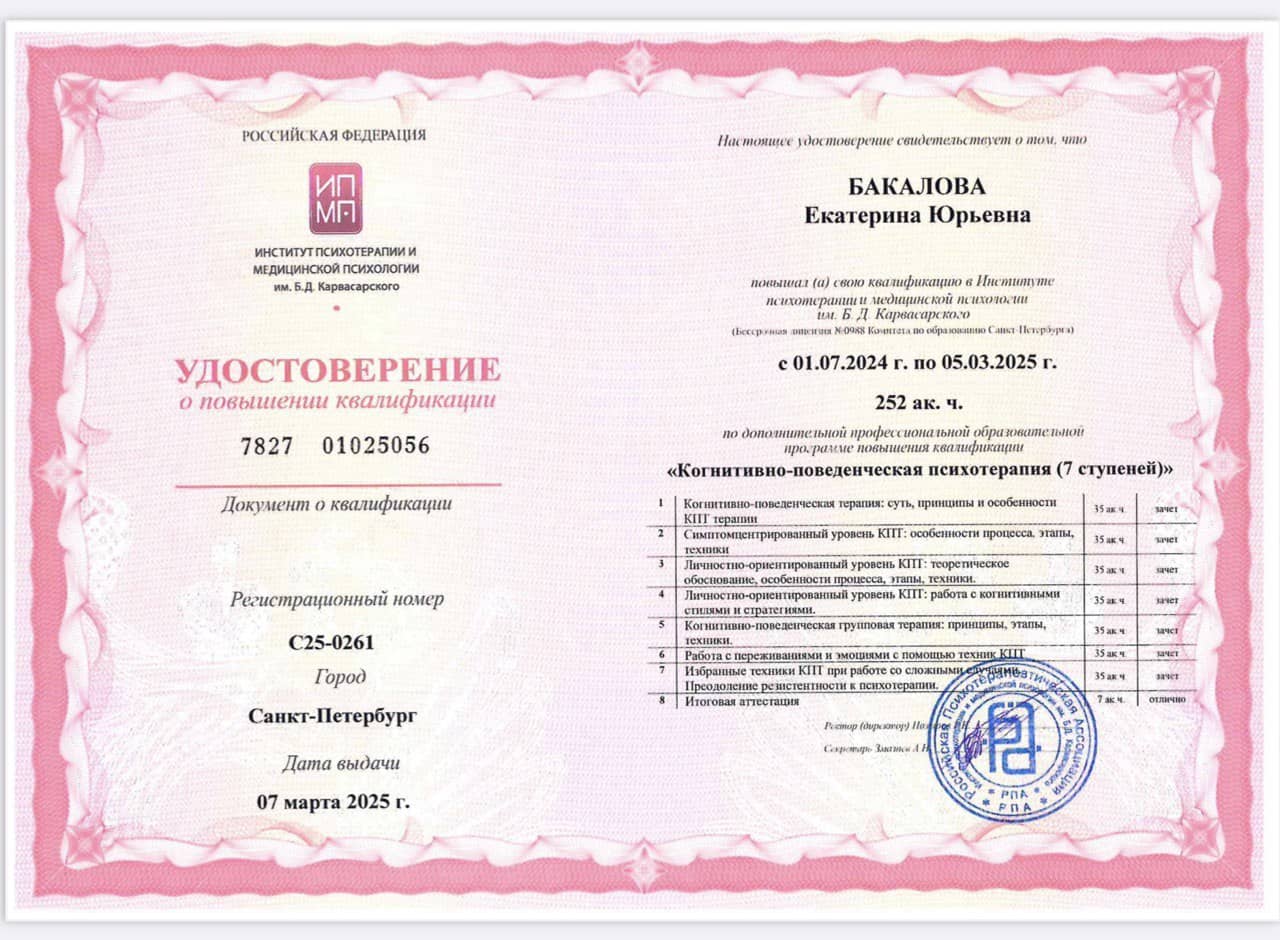 РОССИЙСКАЯ ФЕДЕРАЦИЯ
ИП
МП
ИНСТИТУТ ПСИХОТЕРАПИИ И
МЕДИЦИНСКОЙ ПСИХОЛОГИИ
им. Б.Д. Карвасарского
УДОСТОВЕРЕНИЕ
о повышении квалификации
7827 01025056
Документ о квалификации
Регистрационный номер
С25-0261
Город
Санкт-Петербург
Дата выдачи
07 марта 2025 г.
Настоящее удостоверение свидетельствует о том, что
БАКАЛОВА
Екатерина Юрьевна
повышал (а) свою квалификацию в Институте
психотерапии и медицинской психологии
им. Б. Д. Карвасарского
(Бессрочная лицензия №0988 Комитета по образованию Санкт-Петербурга)
с 01.07.2024 г. по 05.03.2025 г.
252 ак. ч.
по дополнительной профессиональной образовательной
программе повышения квалификации
«Когнитивно-поведенческая психотерапия (7 ступеней)»
1 Когнитивно-поведенческая терапия: суть, принципы и особенности 35 ак ч. зачет
КПТ терапии
2 Симптомцентрированный уровень КПТ: особенности процесса, этапы, 35 ак ч. зачет
техники
3 Личностно-ориентированный уровень КПТ: теоретическое 35 ак ч. зачет
обоснование, особенности процесса, этапы, техники.
4 Личностно-ориентированный уровень КПТ: работа с когнитивными 35 ак ч. зачет
стилями и стратегиями.
5 Когнитивно-поведенческая групповая терапия: принципы, этапы, 35 ак ч. зачет
техники.
6 Работа с переживаниями и эмоциями с помощью техник КПТ 35 ак ч. зачет
7 Избранные техники КПТ при работе со сложными случаями. 35 ак ч. зачет
Преодоление резистентности к психотерапии.
8 Итоговая аттестация 7 ак ч. отлично
Ректор (директор)
Секретарь
Российская Психотерапевтическая Ассоциация
РПА
РПА